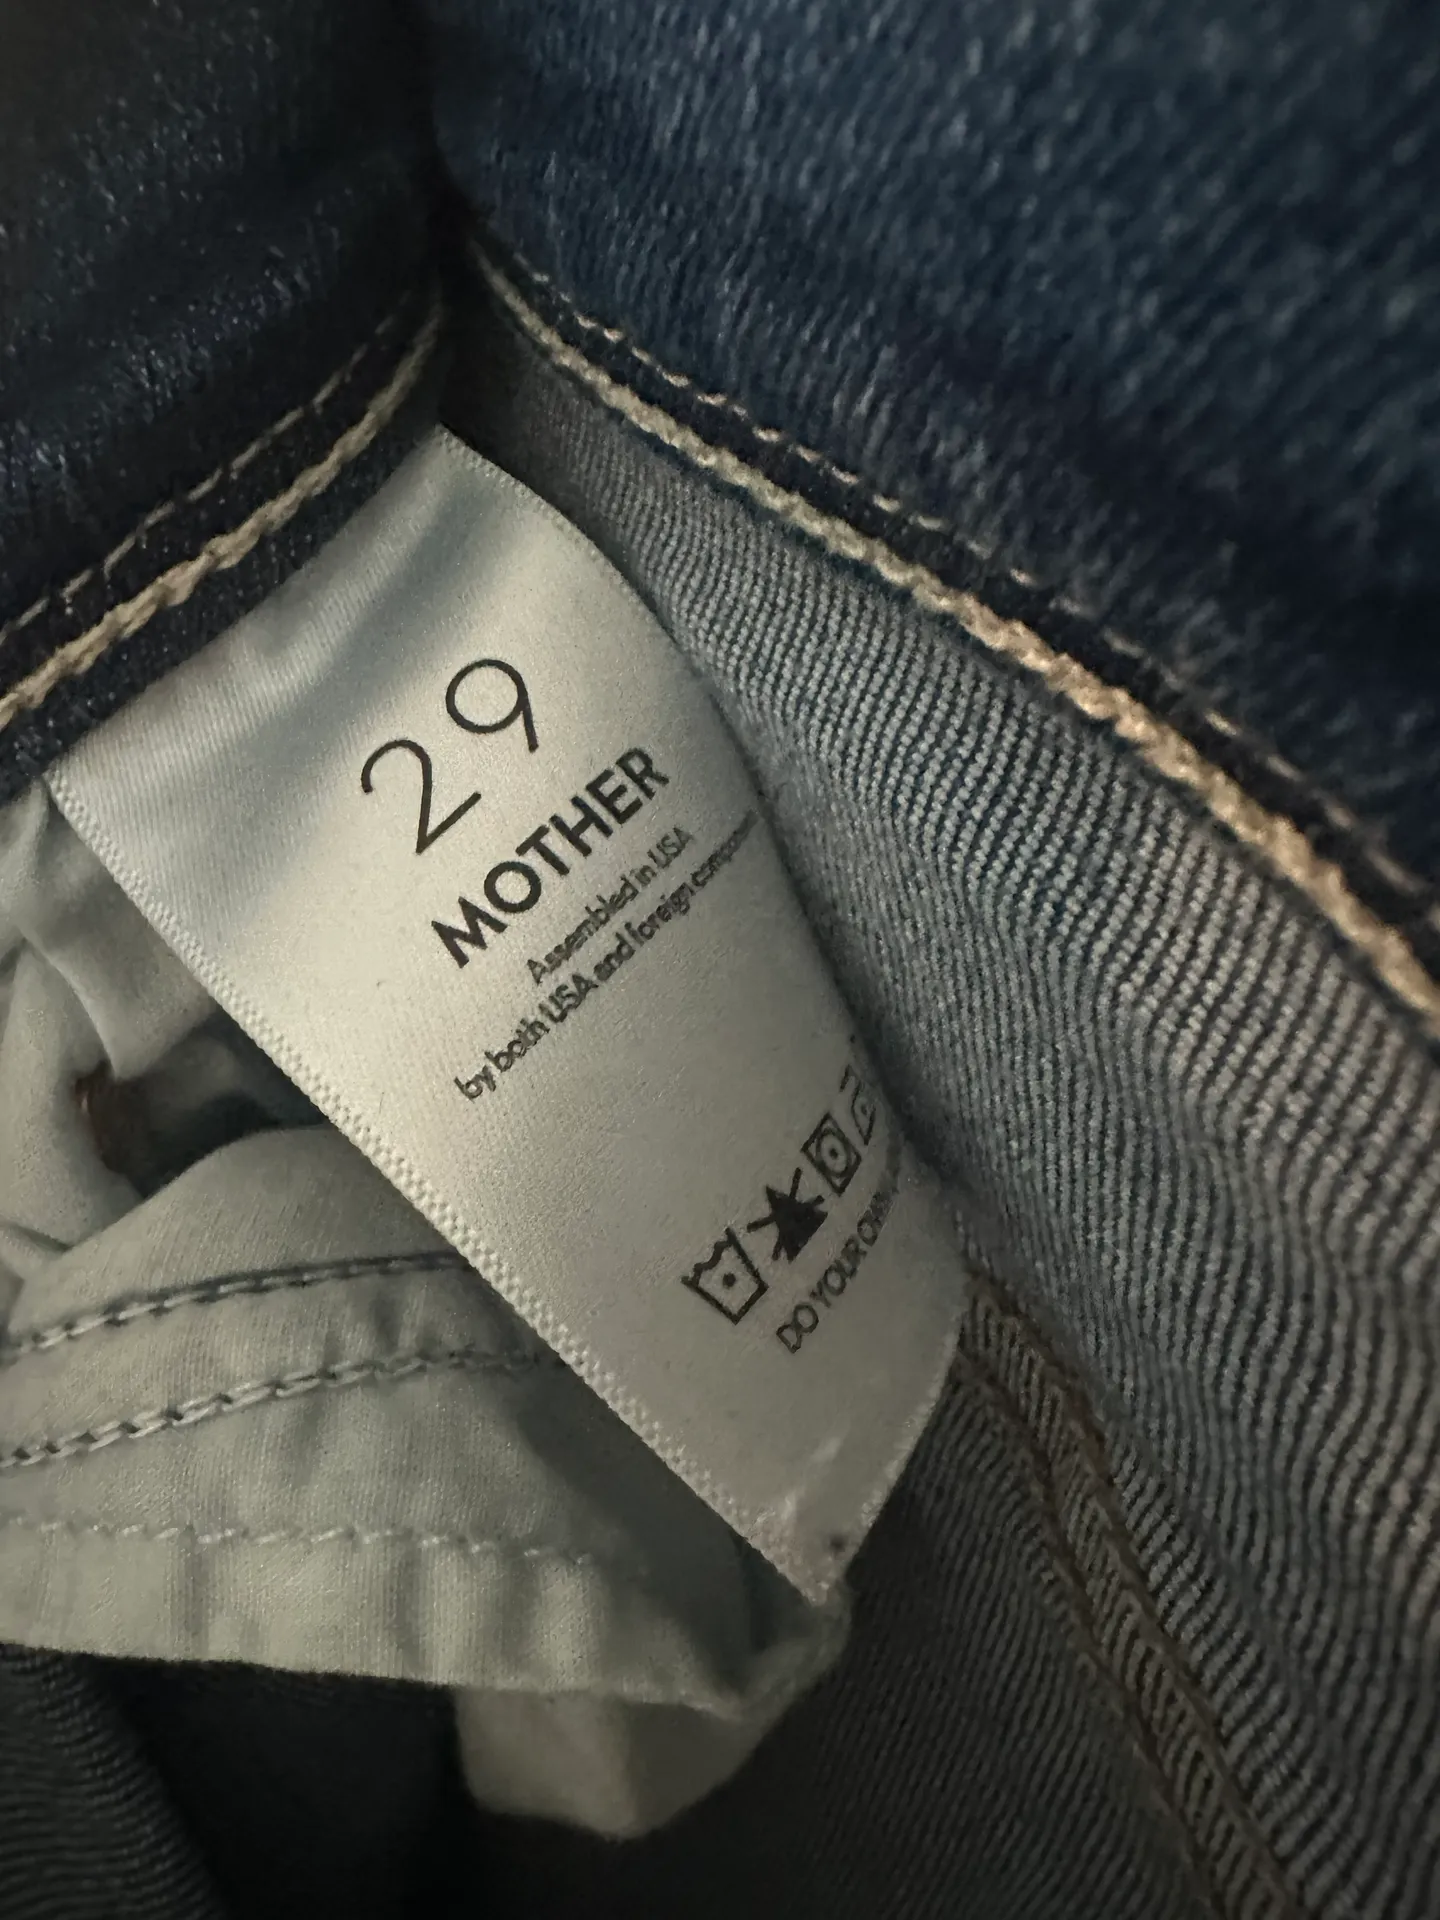 29
MOTHER
Assembled in USA
by both USA and foreign
DO YOUR